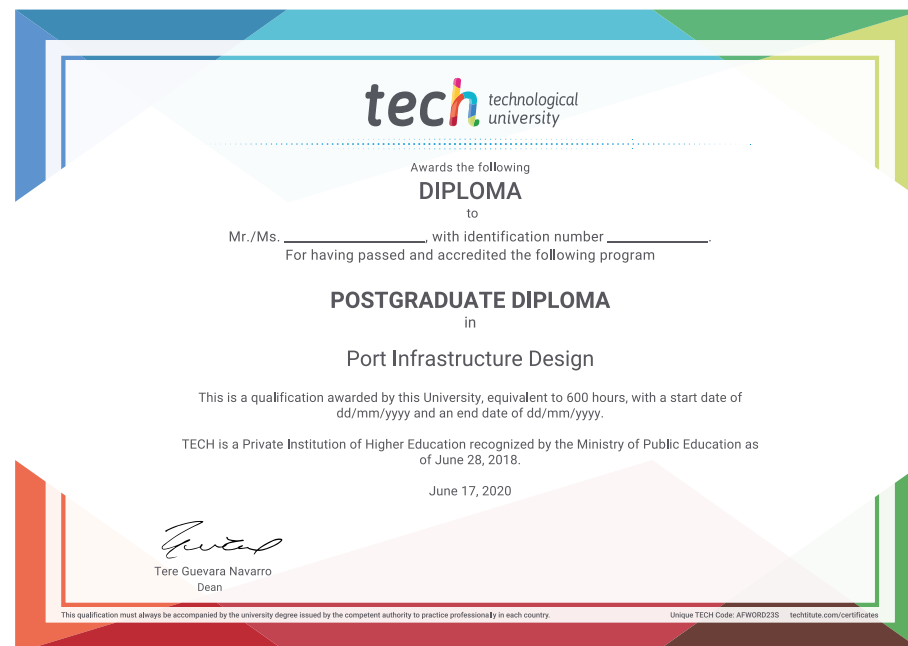 tech technological
university
Awards the following
DIPLOMA
to
Mr./Ms. ____________________, with identification number __________________.
For having passed and accredited the following program
POSTGRADUATE DIPLOMA
in
Port Infrastructure Design
This is a qualification awarded by this University, equivalent to 600 hours, with a start date of
dd/mm/yyyy and an end date of dd/mm/yyyy.
TECH is a Private Institution of Higher Education recognized by the Ministry of Public Education as
of June 28, 2018.
June 17, 2020
Tere Guevara Navarro
Dean
This qualification must always be accompanied by the university degree issued by the competent authority to practice professionally in each country. Unique TECH Code: AFWORD23S techtitute.com/certificates